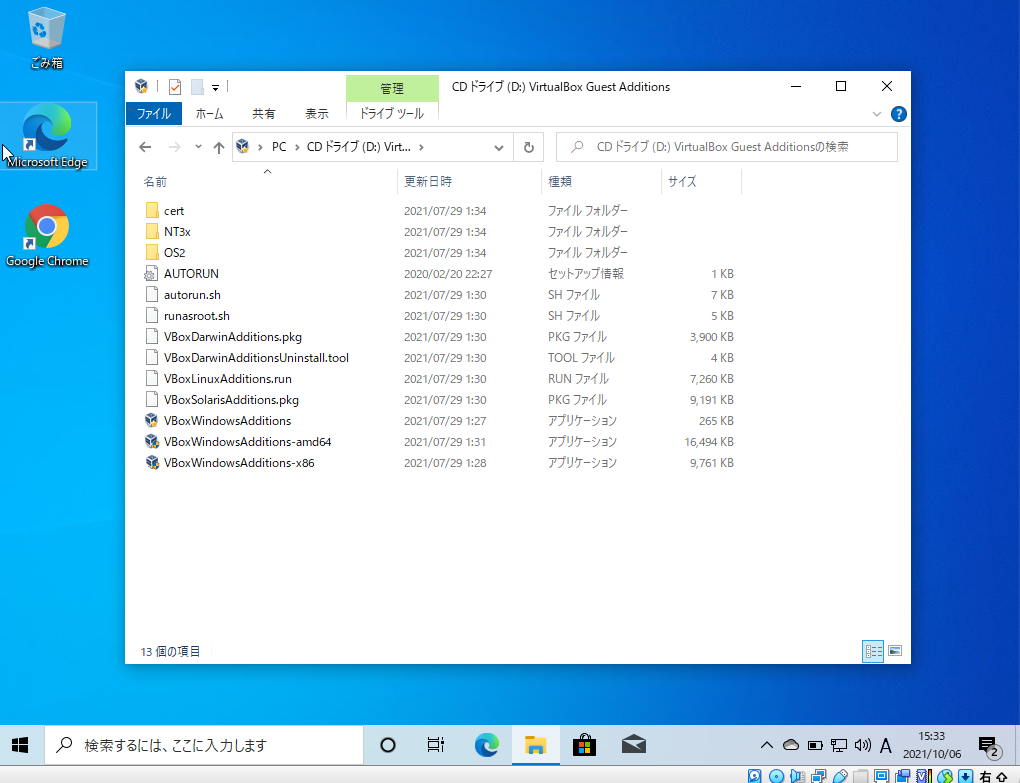 ごみ箱
Microsoft Edge
Google Chrome
管理
CD ドライブ (D:) VirtualBox Guest Additions
ファイル
ホーム
共有
表示
ドライブ ツール
?
PC
CD ドライブ (D:) Virt...
CD ドライブ (D:) VirtualBox Guest Additionsの検索
名前 更新日時 種類 サイズ
cert 2021/07/29 1:34 ファイル フォルダー
NT3x 2021/07/29 1:34 ファイル フォルダー
OS2 2021/07/29 1:34 ファイル フォルダー
AUTORUN 2020/02/20 22:27 セットアップ情報 1 KB
autorun.sh 2021/07/29 1:30 SH ファイル 7 KB
runasroot.sh 2021/07/29 1:30 SH ファイル 5 KB
VBoxDarwinAdditions.pkg 2021/07/29 1:30 PKG ファイル 3,900 KB
VBoxDarwinAdditionsUninstall.tool 2021/07/29 1:30 TOOL ファイル 4 KB
VBoxLinuxAdditions.run 2021/07/29 1:30 RUN ファイル 7,260 KB
VBoxSolarisAdditions.pkg 2021/07/29 1:30 PKG ファイル 9,191 KB
VBoxWindowsAdditions 2021/07/29 1:27 アプリケーション 265 KB
VBoxWindowsAdditions-amd64 2021/07/29 1:31 アプリケーション 16,494 KB
VBoxWindowsAdditions-x86 2021/07/29 1:28 アプリケーション 9,761 KB
13 個の項目
検索するには、ここに入力します
A
15:33
2021/10/06
2
右